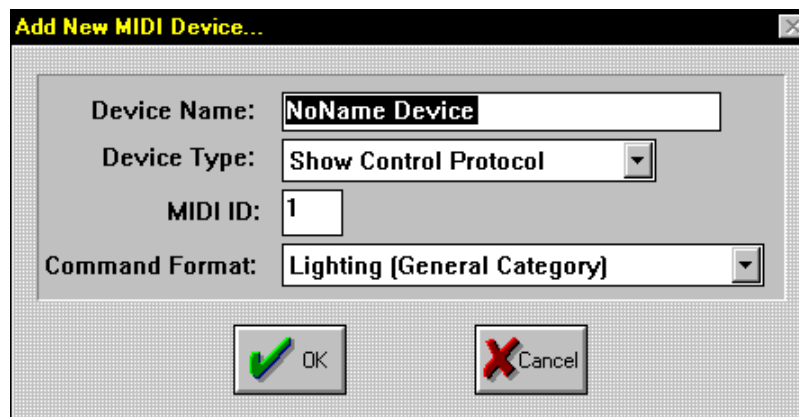 Add New MIDI Device...
Device Name: NoName Device
Device Type: Show Control Protocol
MIDI ID: 1
Command Format: Lighting (General Category)
OK Cancel